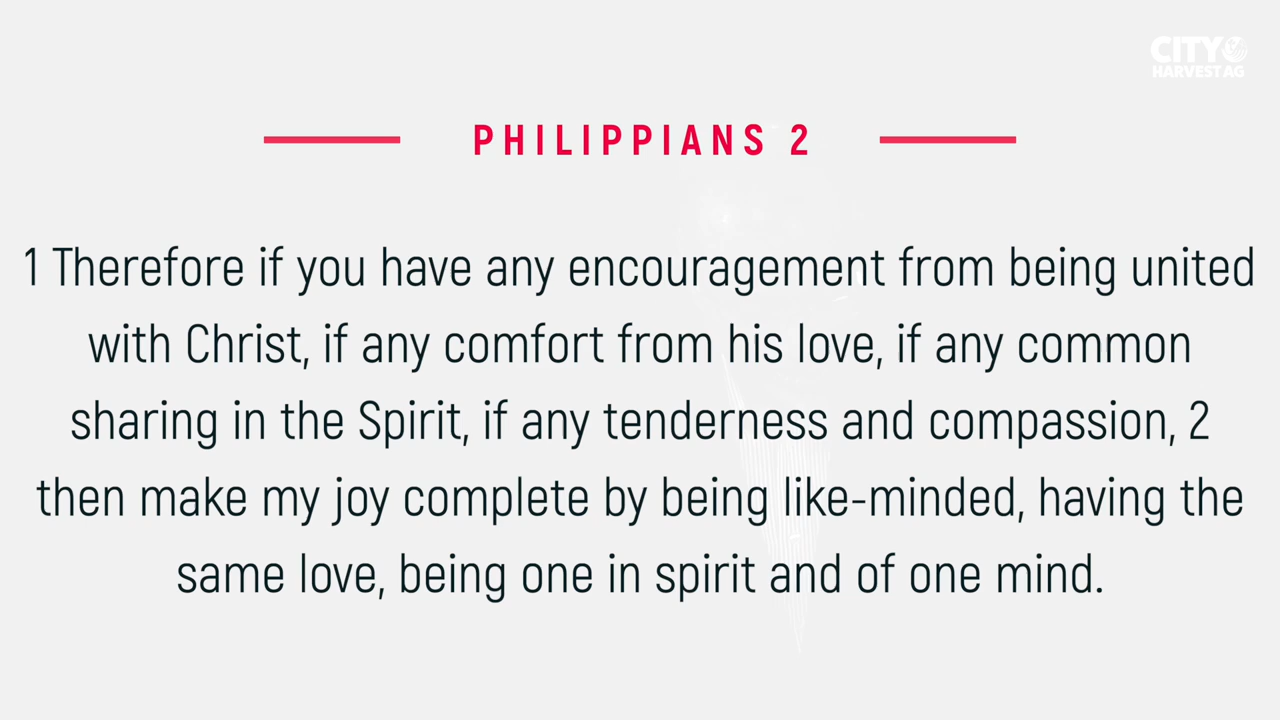 CITY
HARVEST AG
PHILIPPIANS 2
1 Therefore if you have any encouragement from being united
with Christ, if any comfort from his love, if any common
sharing in the Spirit, if any tenderness and compassion, 2
then make my joy complete by being like-minded, having the
same love, being one in spirit and of one mind.